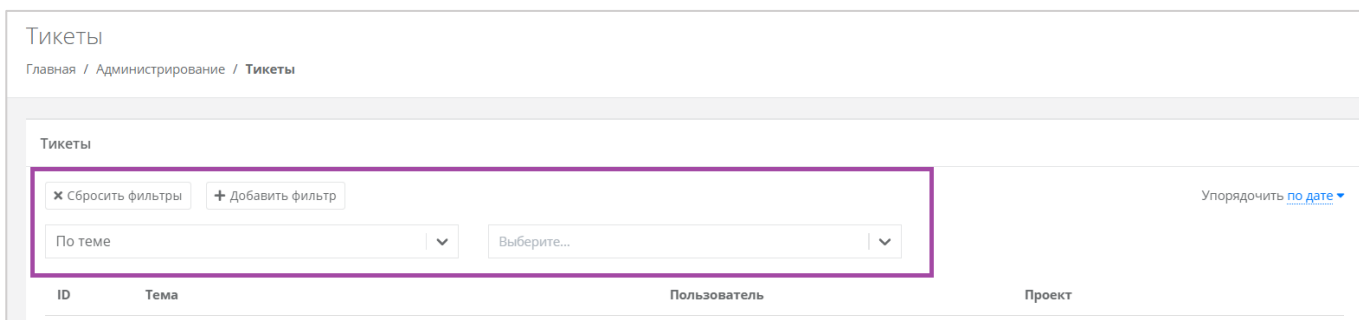 Тикеты
Главная / Администрирование / Тикеты
Тикеты
Сбросить фильтры Добавить фильтр Упорядочить по дате
По теме Выберите...
ID Тема Пользователь Проект